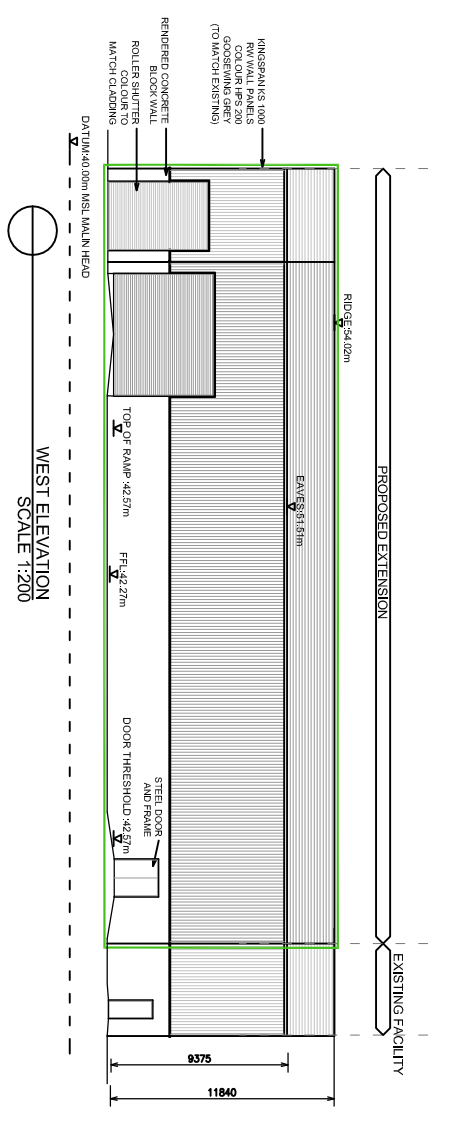 PROPOSED EXTENSION
EXISTING FACILITY
KINGSPAN KS 1000
RW WALL PANELS
COLOUR HPS 200
GOOSEWING GREY
(TO MATCH EXISTING)
RENDERED CONCRETE
BLOCK WALL
ROLLER SHUTTER
COLOUR TO
MATCH CLADDING
RIDGE:54.02m
EAVES:51.51m
TOP OF RAMP :42.57m
FFL:42.27m
DOOR THRESHOLD :42.57m
STEEL DOOR
AND FRAME
9375
11840
DATUM:40.00m MSL MALIN HEAD
WEST ELEVATION
SCALE 1:200